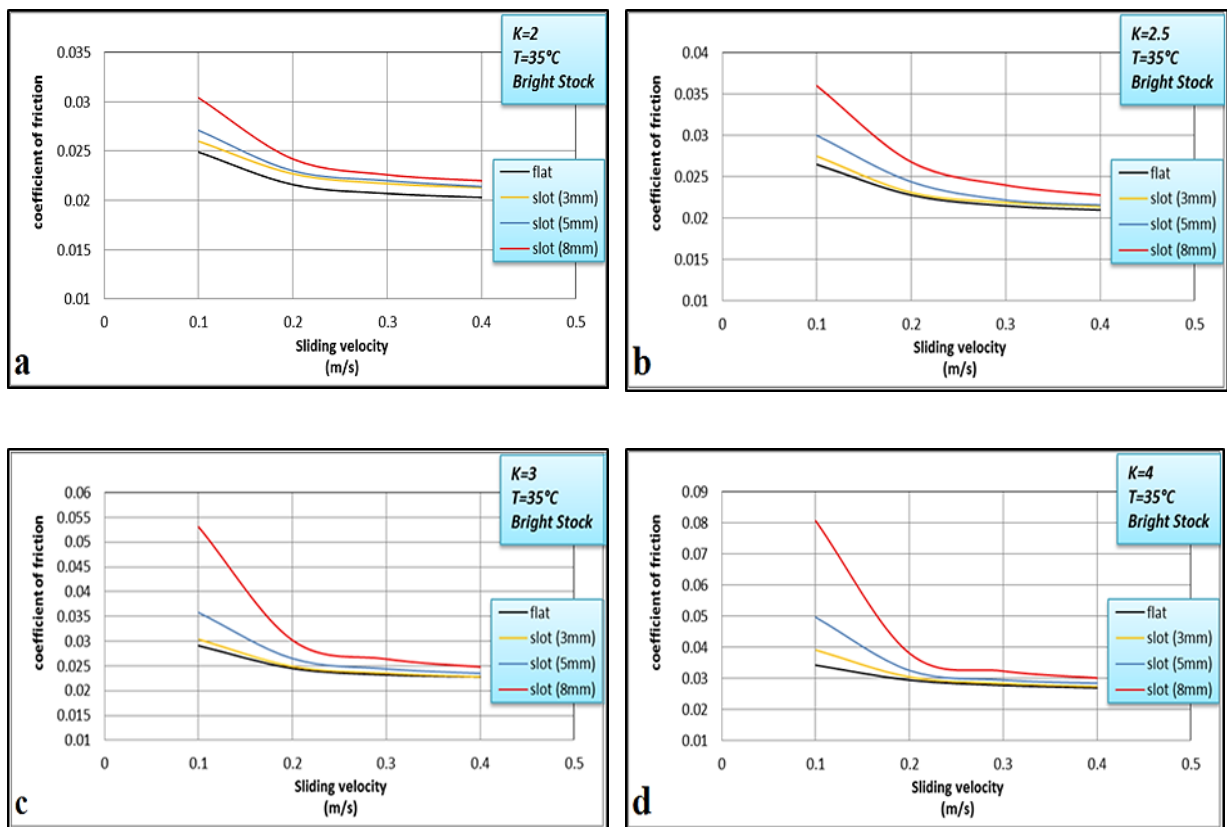 K=2
T=35°C
Bright Stock
coefficient of friction
0.035
0.03
0.025
0.02
0.015
0.01
0
0.1
0.2
0.3
0.4
0.5
Sliding velocity
(m/s)
flat
slot (3mm)
slot (5mm)
slot (8mm)
a
K=2.5
T=35°C
Bright Stock
coefficient of friction
0.04
0.035
0.03
0.025
0.02
0.015
0.01
0
0.1
0.2
0.3
0.4
0.5
Sliding velocity
(m/s)
flat
slot (3mm)
slot (5mm)
slot (8mm)
b
K=3
T=35°C
Bright Stock
coefficient of friction
0.06
0.055
0.05
0.045
0.04
0.035
0.03
0.025
0.02
0.015
0.01
0
0.1
0.2
0.3
0.4
0.5
Sliding velocity
(m/s)
flat
slot (3mm)
slot (5mm)
slot (8mm)
c
K=4
T=35°C
Bright Stock
coefficient of friction
0.09
0.08
0.07
0.06
0.05
0.04
0.03
0.02
0.01
0
0.1
0.2
0.3
0.4
0.5
Sliding velocity
(m/s)
flat
slot (3mm)
slot (5mm)
slot (8mm)
d